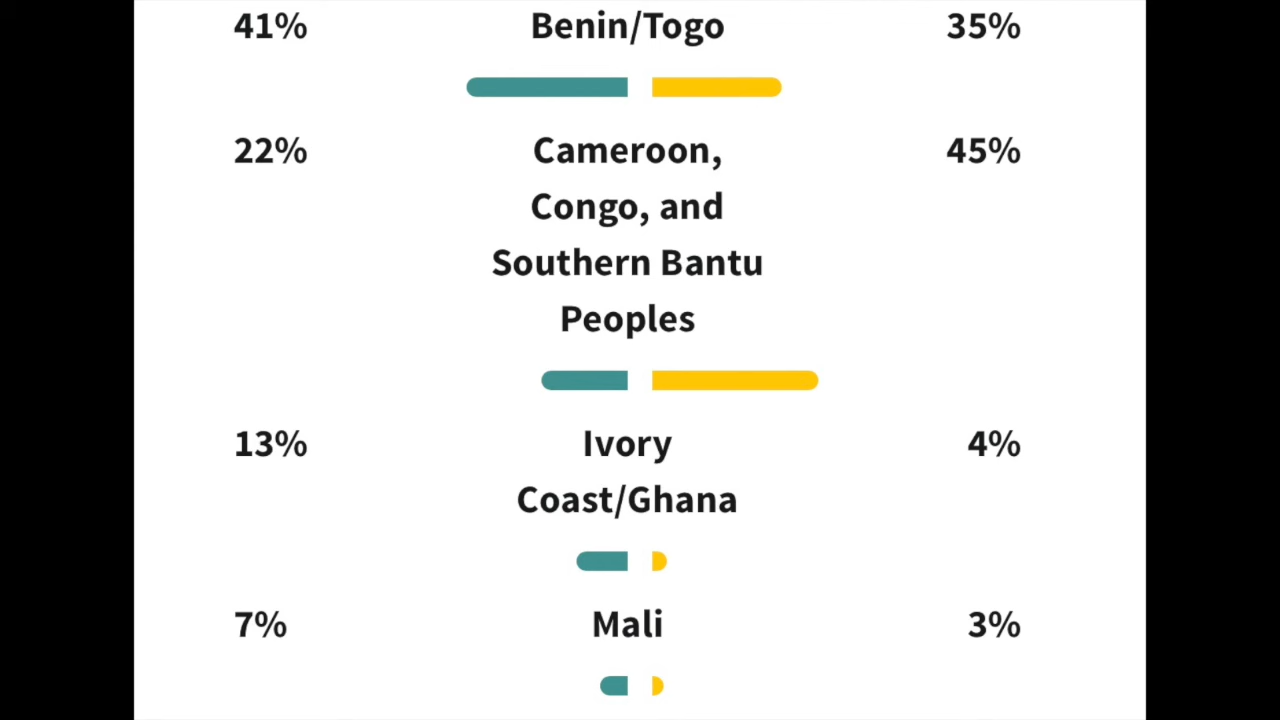 41% Benin/Togo 35%
22% Cameroon, 45%
Congo, and
Southern Bantu
Peoples
13% Ivory 4%
Coast/Ghana
7% Mali 3%